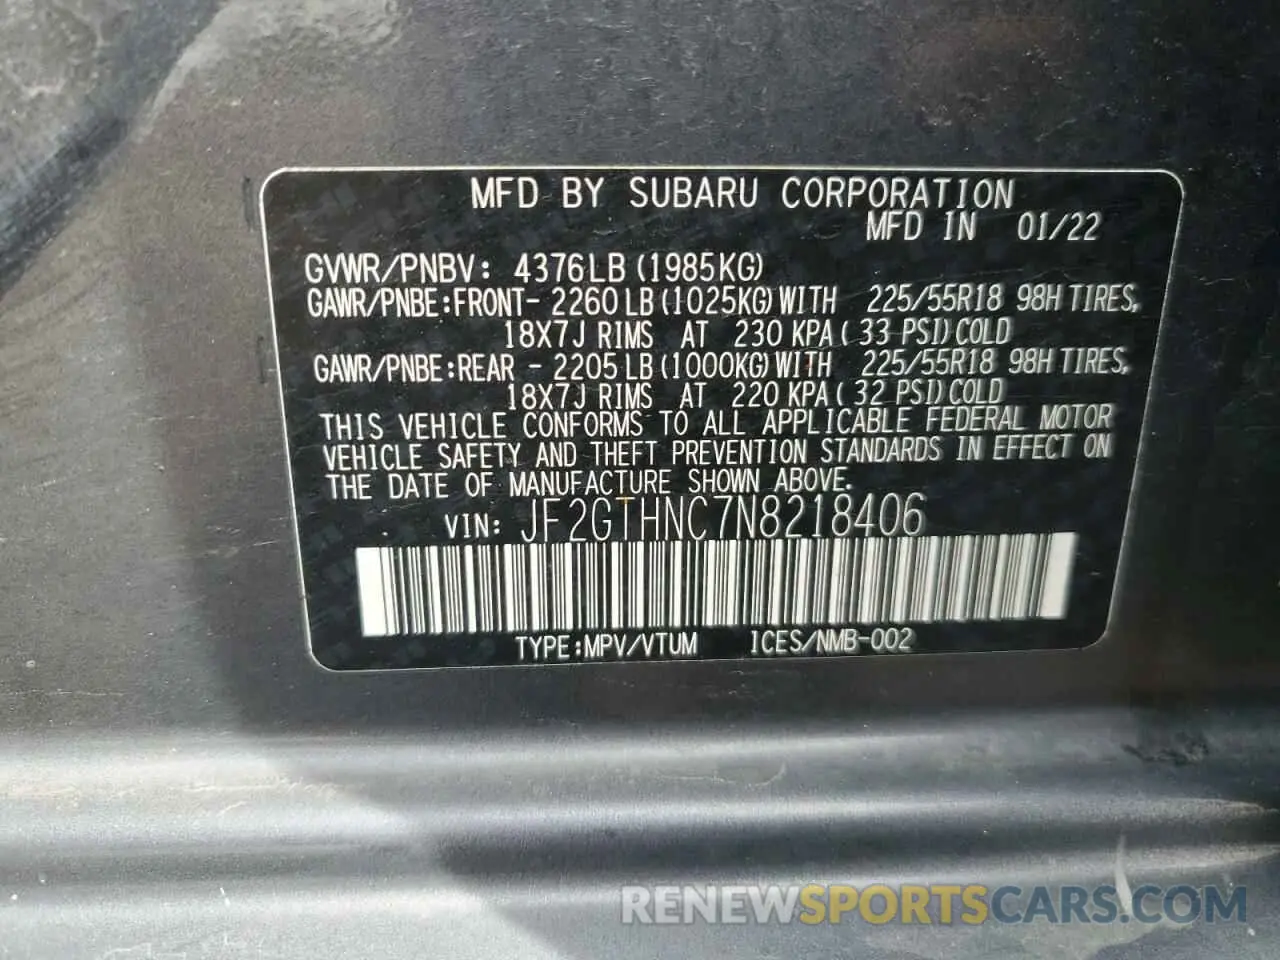 MFD BY SUBARU CORPORATION
MFD IN 01/22
GVWR/PNBV: 4376LB(1985KG)
GAWR/PNBE:FRONT- 2260LB(1025KG)WITH 225/55R18 98H TIRES,
18X7J RIMS AT 230 KPA(33 PSI)COLD
GAWR/PNBE:REAR - 2205LB(1000KG)WITH 225/55R18 98H TIRES,
18X7J RIMS AT 220 KPA(32 PSI)COLD
THIS VEHICLE CONFORMS TO ALL APPLICABLE FEDERAL MOTOR
VEHICLE SAFETY AND THEFT PREVENTION STANDARDS IN EFFECT ON
THE DATE OF MANUFACTURE SHOWN ABOVE.
VIN: JF2GTHNC7N8218406
TYPE:MPV/VTUM ICES/NMB-002
RENEWSPORTSCARS.COM